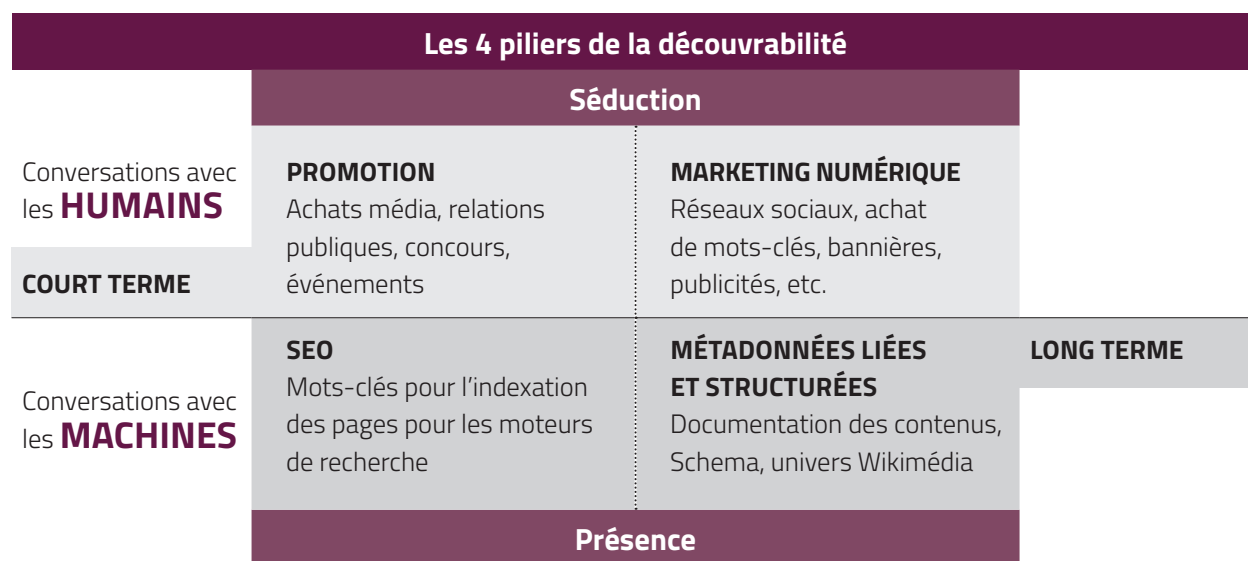 Les 4 piliers de la découvrabilité
Séduction
Conversations avec
les HUMAINS
COURT TERME
PROMOTION
Achats média, relations
publiques, concours,
événements
MARKETING NUMÉRIQUE
Réseaux sociaux, achat
de mots-clés, bannières,
publicités, etc.
Conversations avec
les MACHINES
SEO
Mots-clés pour l’indexation
des pages pour les moteurs
de recherche
MÉTADONNÉES LIÉES
ET STRUCTURÉES
Documentation des contenus,
Schema, univers Wikimédia
LONG TERME
Présence